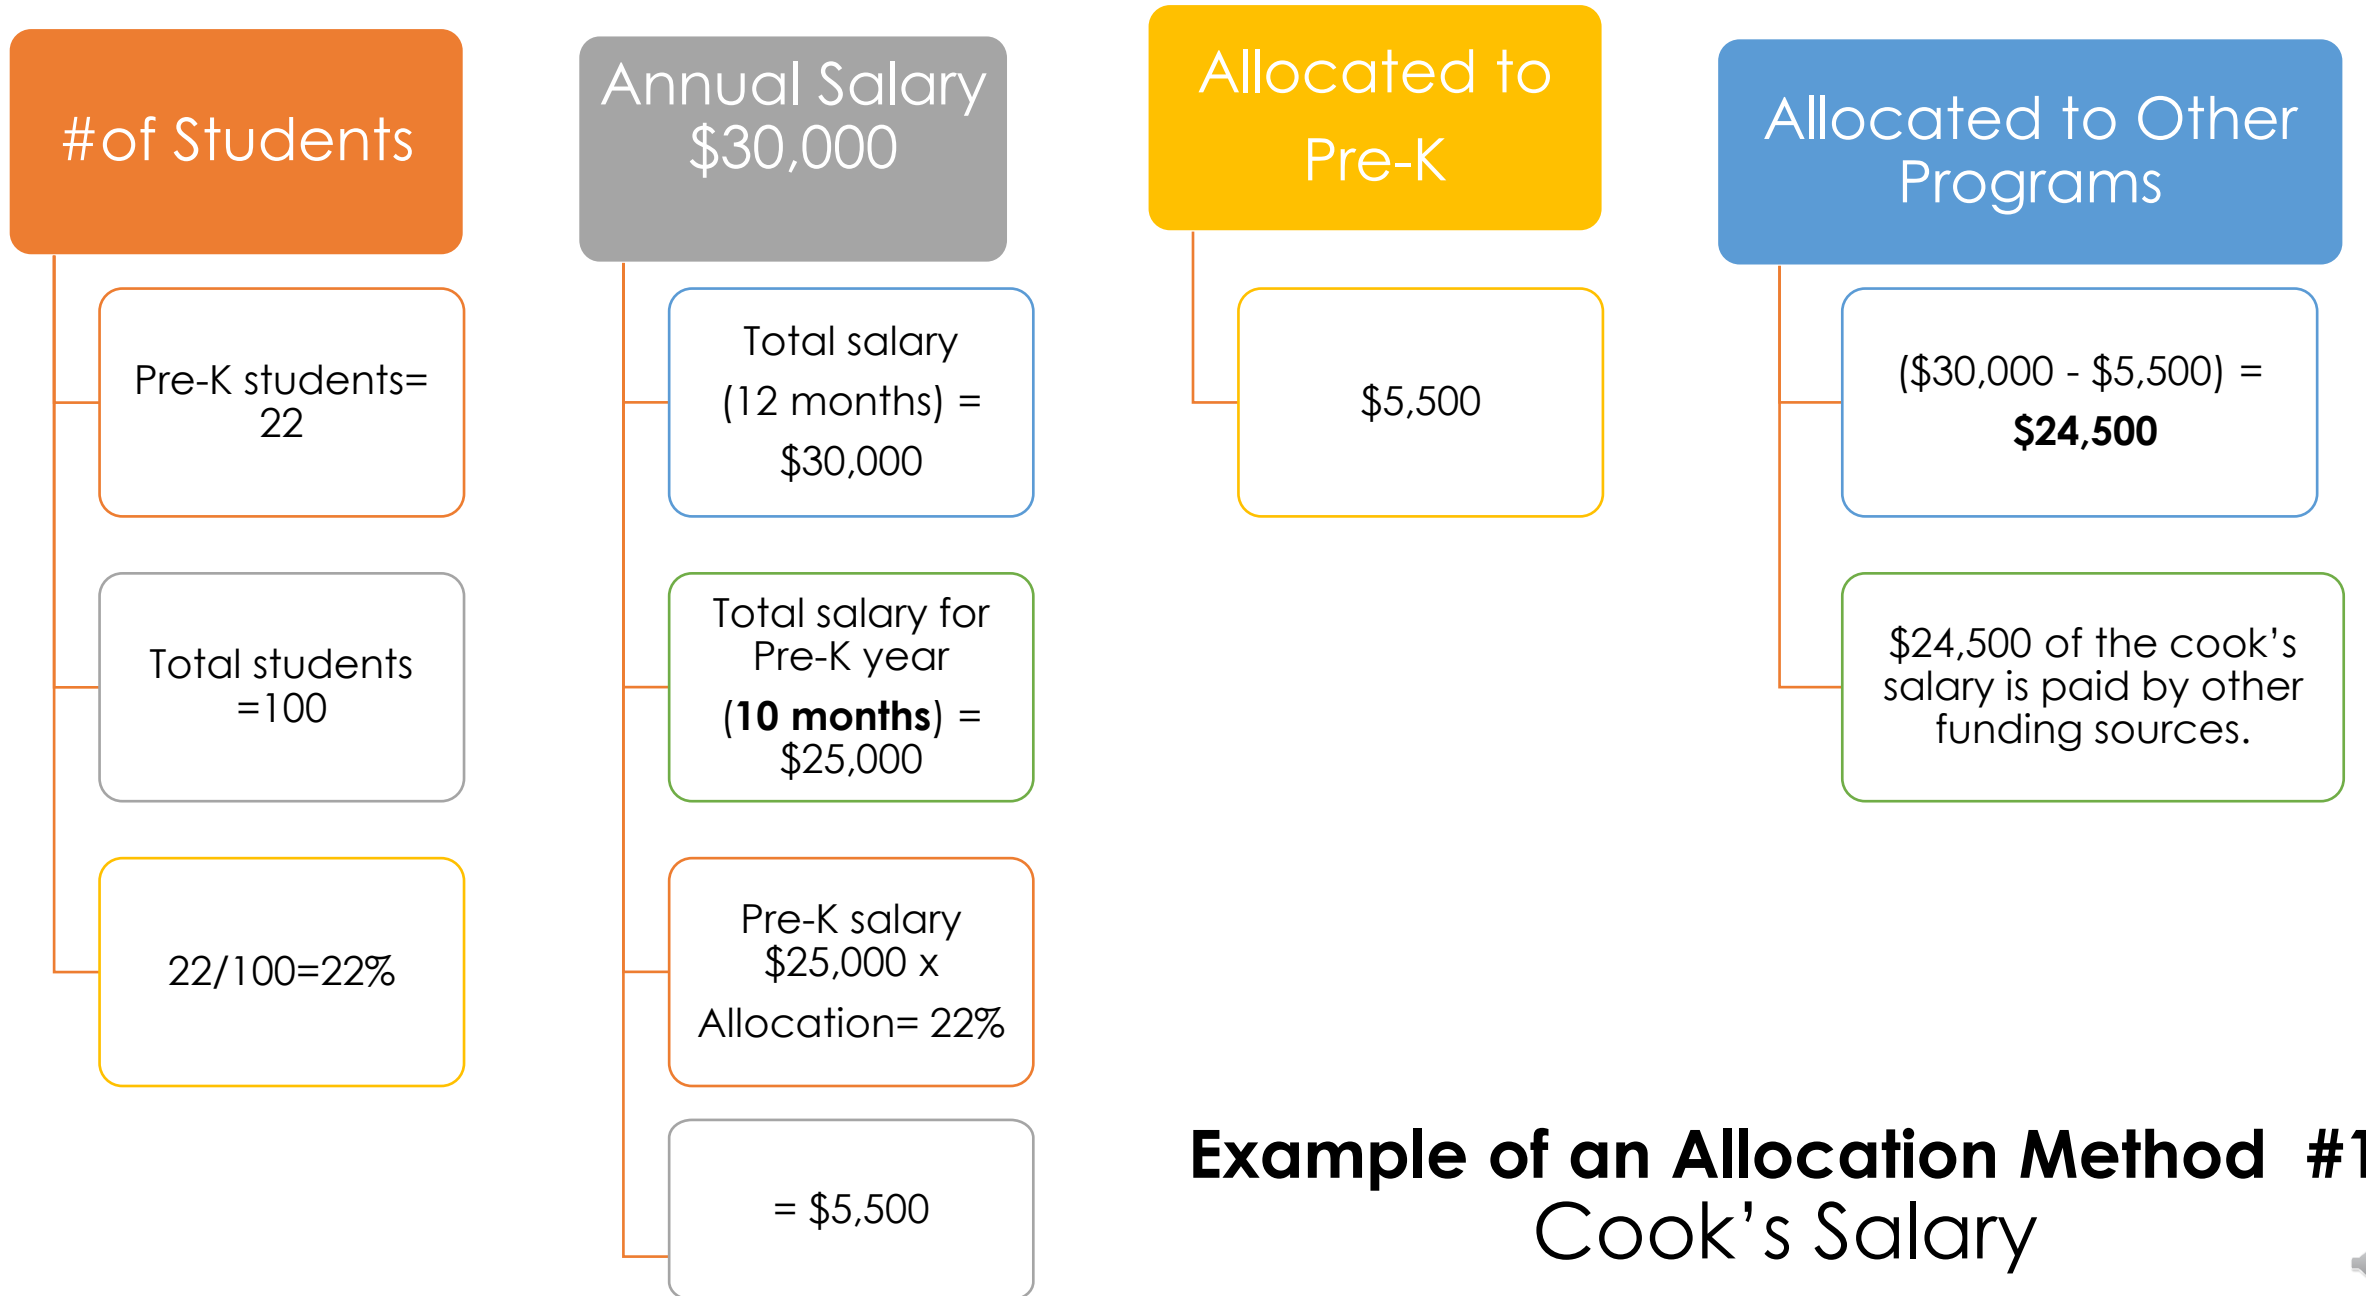 #of Students
Pre-K students=
22
Total students
=100
22/100=22%
Annual Salary
$30,000
Total salary
(12 months) =
$30,000
Total salary for
Pre-K year
(10 months) =
$25,000
Pre-K salary
$25,000 x
Allocation= 22%
= $5,500
Allocated to
Pre-K
$5,500
Allocated to Other
Programs
($30,000 - $5,500) =
$24,500
$24,500 of the cook’s
salary is paid by other
funding sources.
Example of an Allocation Method  #1
Cook’s Salary